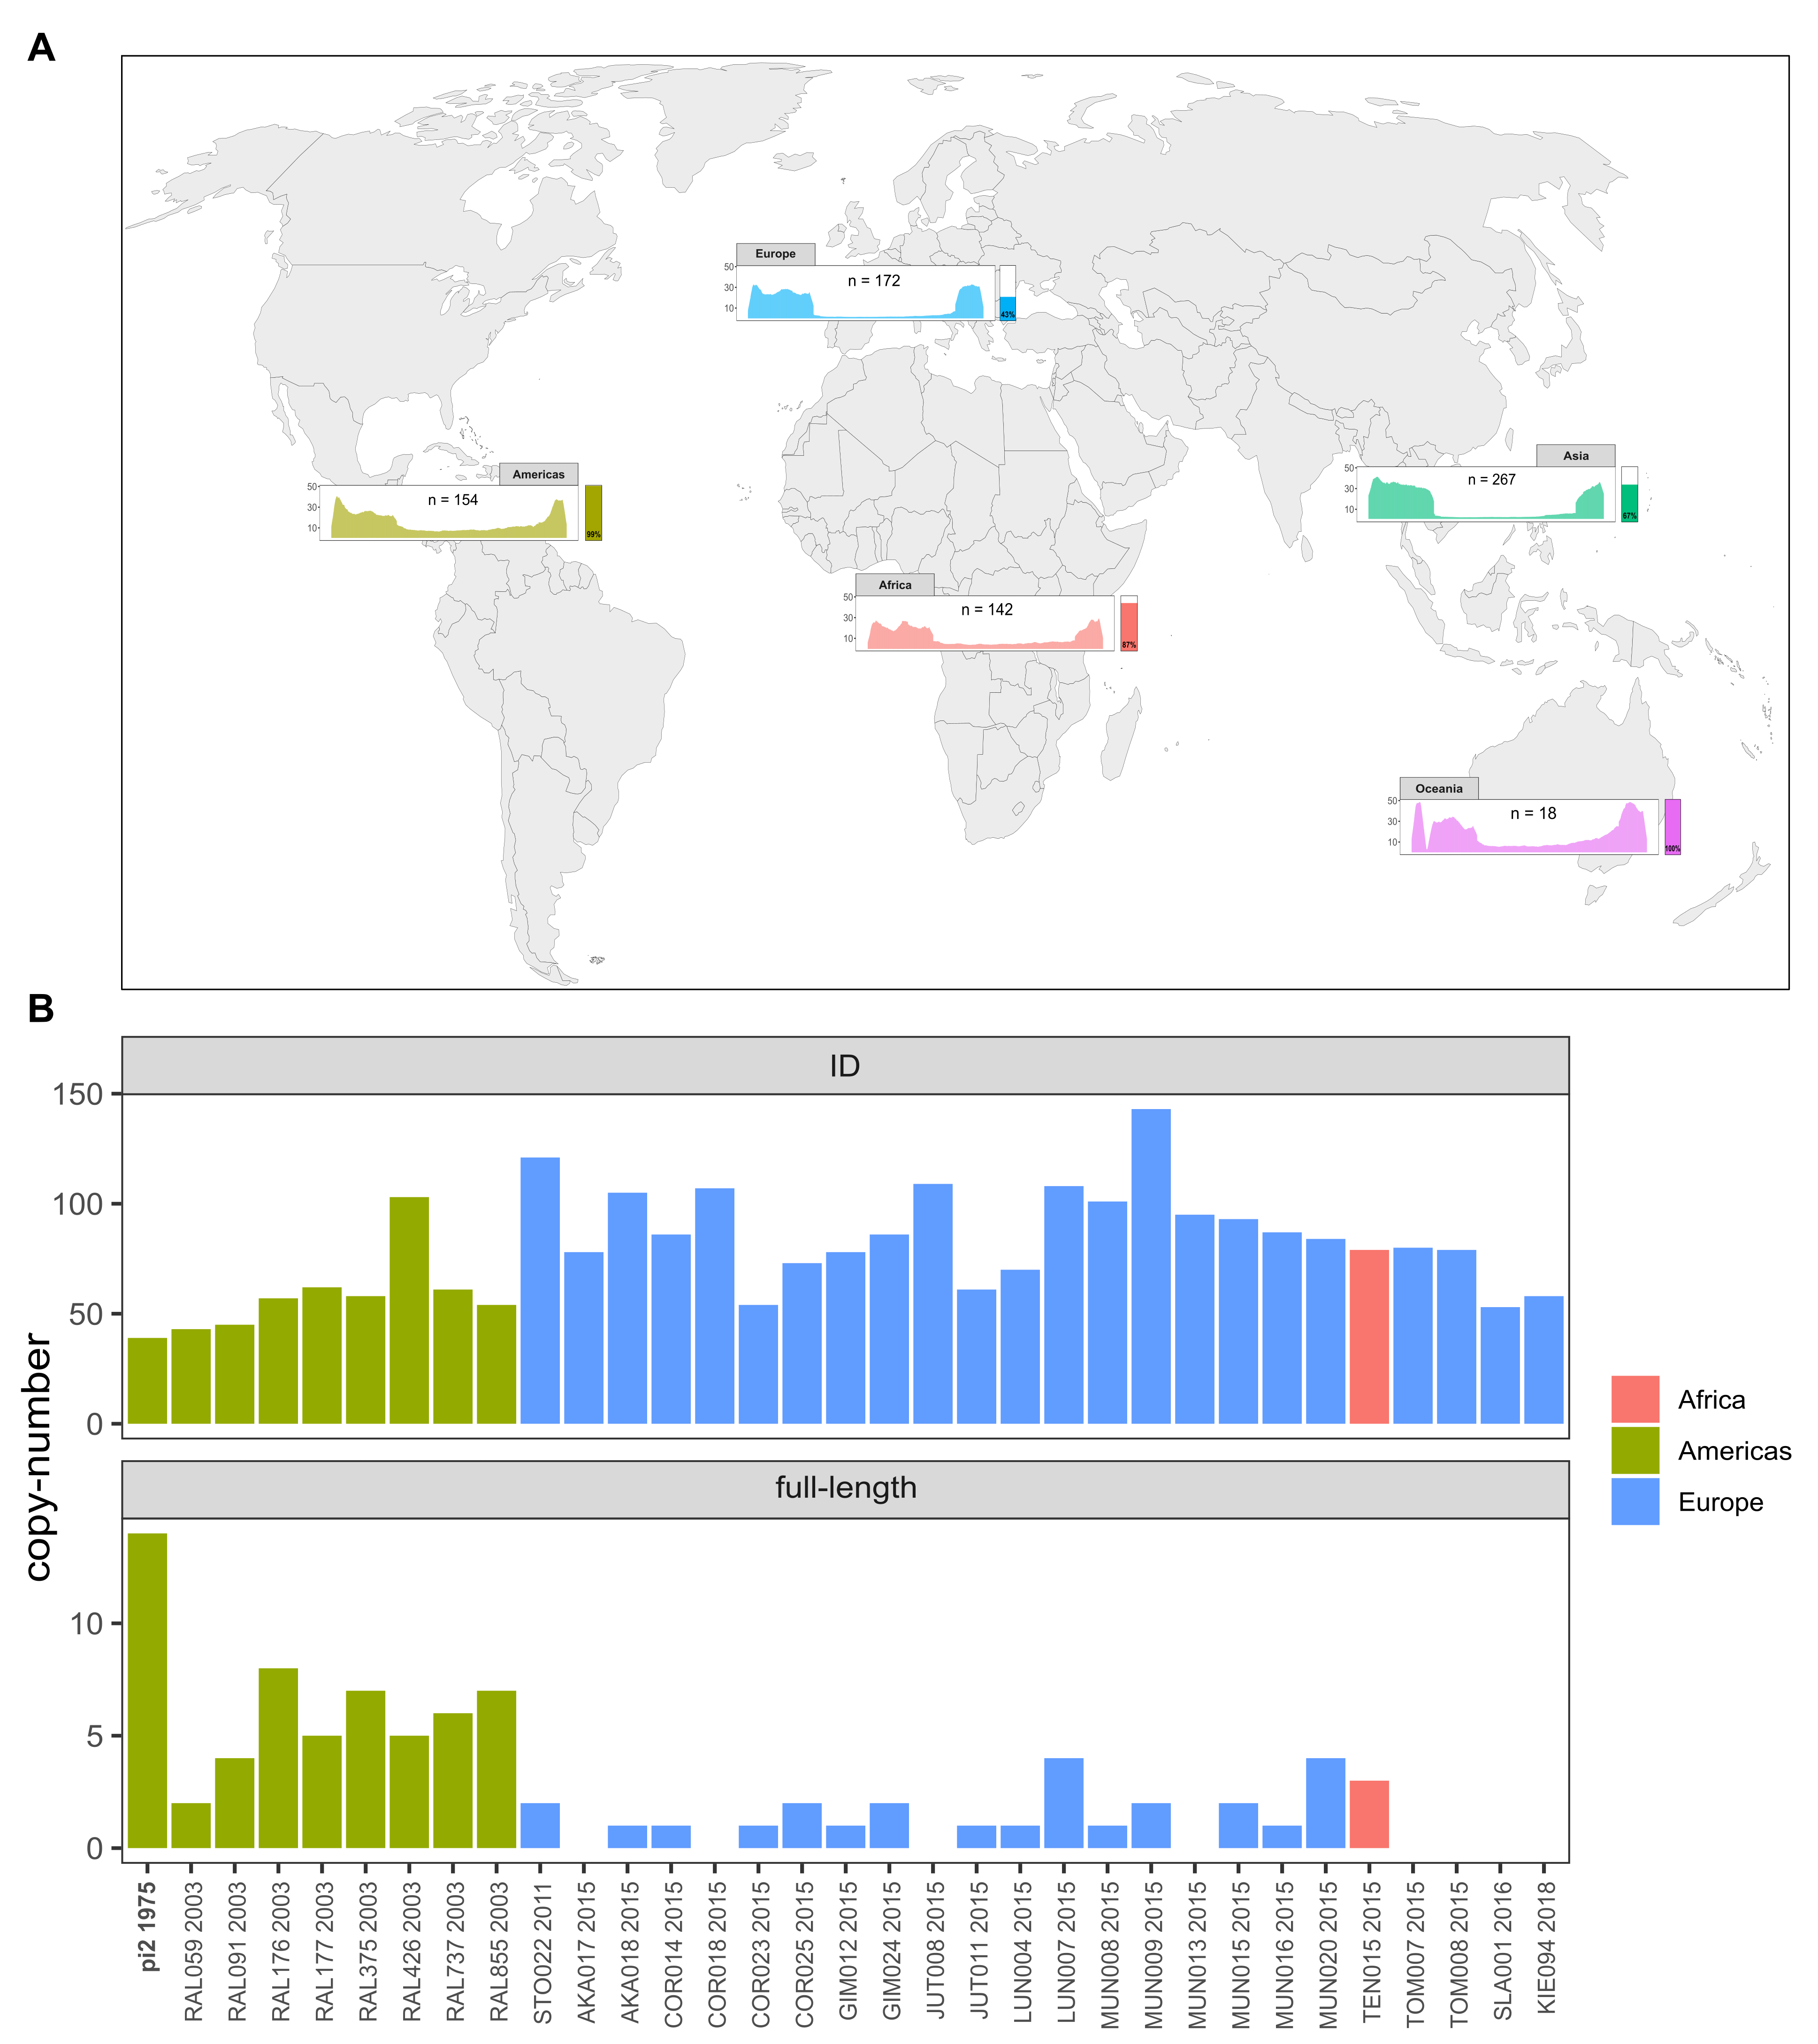 A
Europe
50
30
10
n = 172
43%
Americas
50
30
10
n = 154
99%
Asia
50
30
10
n = 267
67%
Africa
50
30
10
n = 142
87%
Oceania
50
30
10
n = 18
100%
B
ID
150
100
50
0
copy-number
full-length
10
5
0
Africa
Americas
Europe
pi2 1975
RAL059 2003
RAL091 2003
RAL176 2003
RAL177 2003
RAL375 2003
RAL426 2003
RAL737 2003
RAL855 2003
STO022 2011
AKA017 2015
AKA018 2015
COR014 2015
COR018 2015
COR023 2015
COR025 2015
GIM012 2015
GIM024 2015
JUT008 2015
JUT011 2015
LUN004 2015
LUN007 2015
MUN008 2015
MUN009 2015
MUN013 2015
MUN015 2015
MUN016 2015
MUN020 2015
TEN015 2015
TOM007 2015
TOM008 2015
SLA001 2016
KIE094 2018